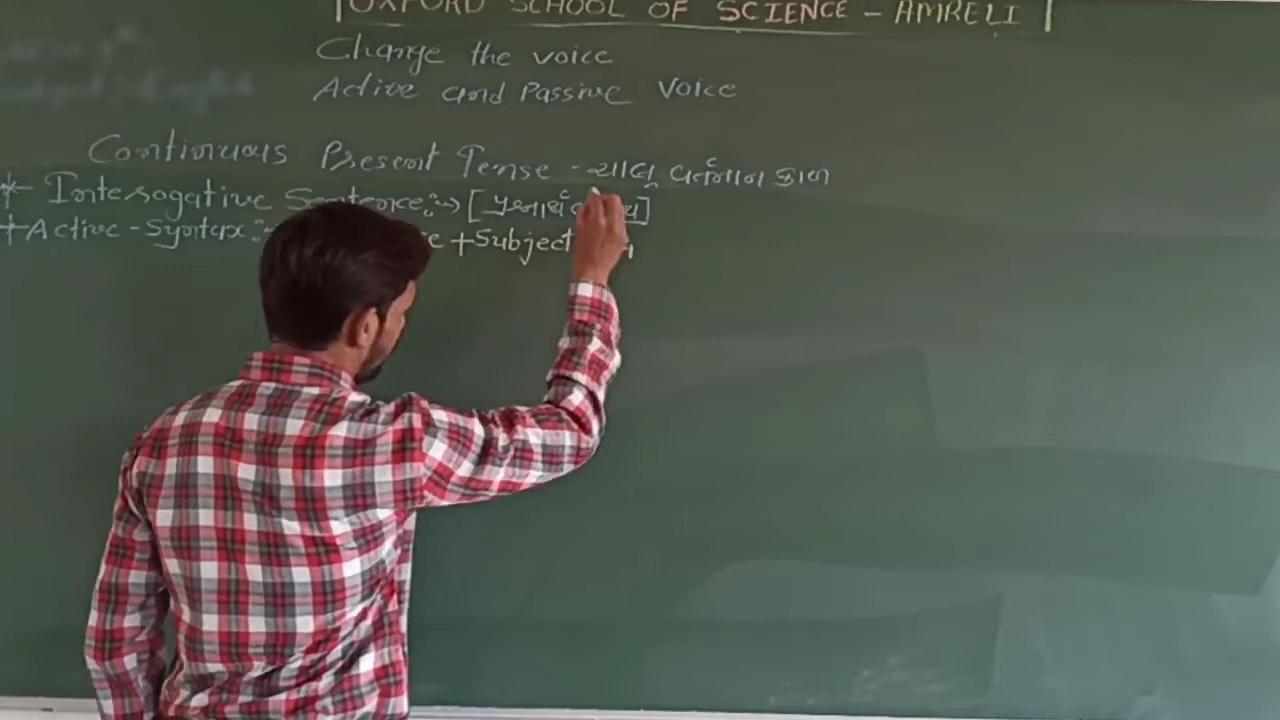 OXFORD SCHOOL OF SCIENCE - AMRELI
Change the voice
Active and Passive Voice
Continuous Present Tense - ચાલુ વર્તમાન કાળ
* Interogative Sentence :→ [પ્રશ્નાર્થ
+ Active - Syntax + Subject